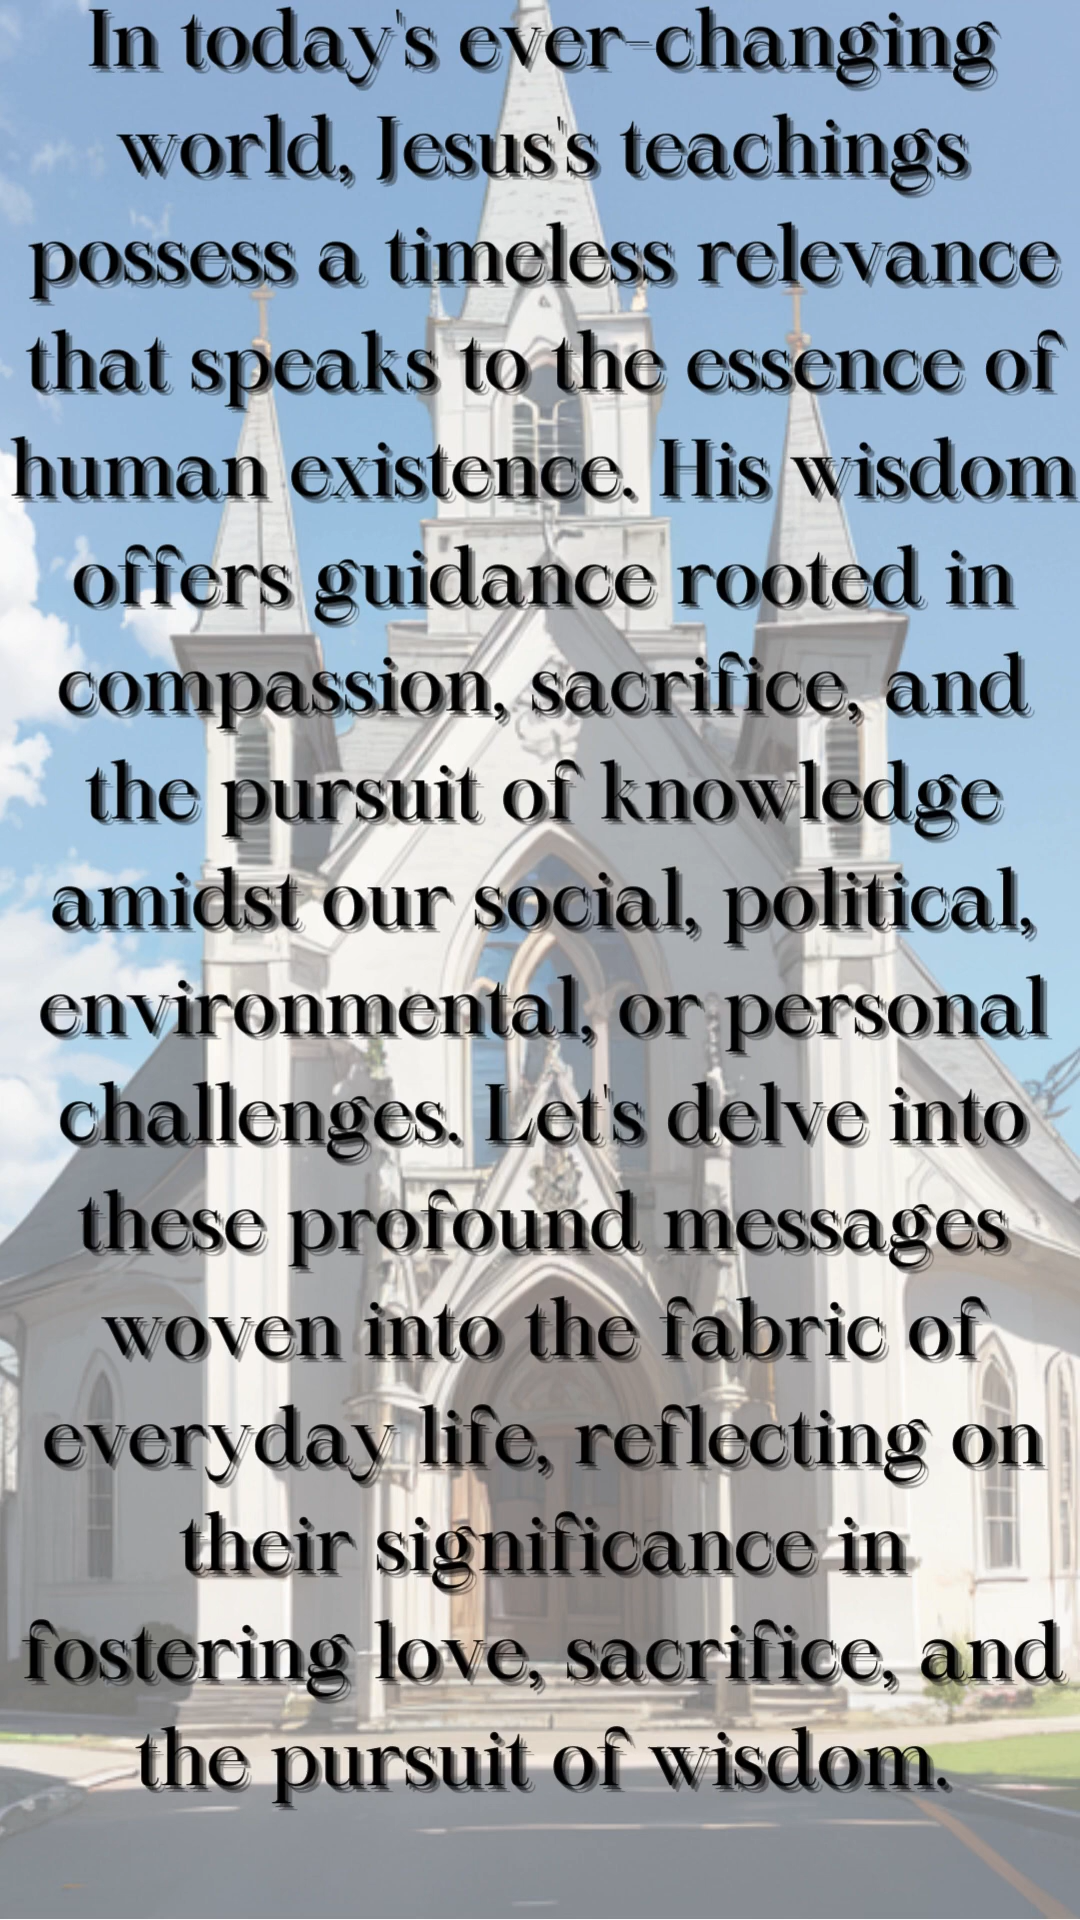 In today's ever-changing
world, Jesus's teachings
possess a timeless relevance
that speaks to the essence of
human existence. His wisdom
offers guidance rooted in
compassion, sacrifice, and
the pursuit of knowledge
amidst our social, political,
environmental, or personal
challenges. Let's delve into
these profound messages
woven into the fabric of
everyday life, reflecting on
their significance in
fostering love, sacrifice, and
the pursuit of wisdom.